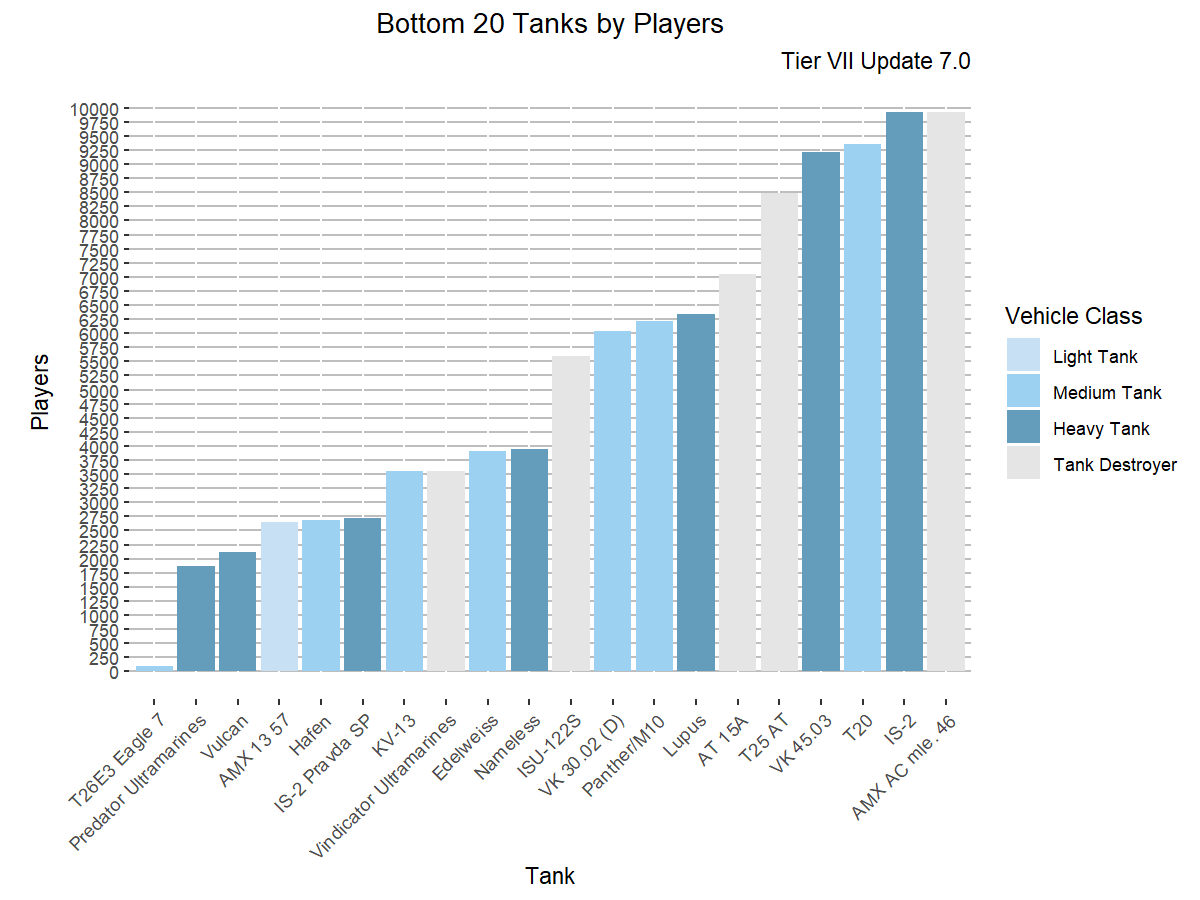 Bottom 20 Tanks by Players
Tier VII Update 7.0
Players
10000
9750
9500
9250
9000
8750
8500
8250
8000
7750
7500
7250
7000
6750
6500
6250
6000
5750
5500
5250
5000
4750
4500
4250
4000
3750
3500
3250
3000
2750
2500
2250
2000
1750
1500
1250
1000
750
500
250
0
T26E3 Eagle 7
Predator Ultramarines
Vulcan
AMX 13 57
Hafen
IS-2 Pravda SP
KV-13
Vindicator Ultramarines
Edelweiss
Nameless
ISU-122S
VK 30.02 (D)
Panther/M10
Lupus
AT 15A
T25 AT
VK 45.03
T20
IS-2
AMX AC mle. 46
Tank
Vehicle Class
Light Tank
Medium Tank
Heavy Tank
Tank Destroyer